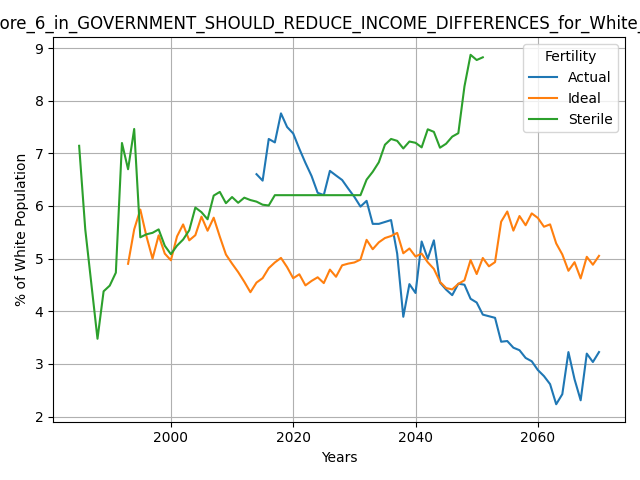 ore_6_in_GOVERNMENT_SHOULD_REDUCE_INCOME_DIFFERENCES_for_White_
9
8
7
6
5
4
3
2
% of White Population
Fertility
Actual
Ideal
Sterile
2000
2020
2040
2060
Years